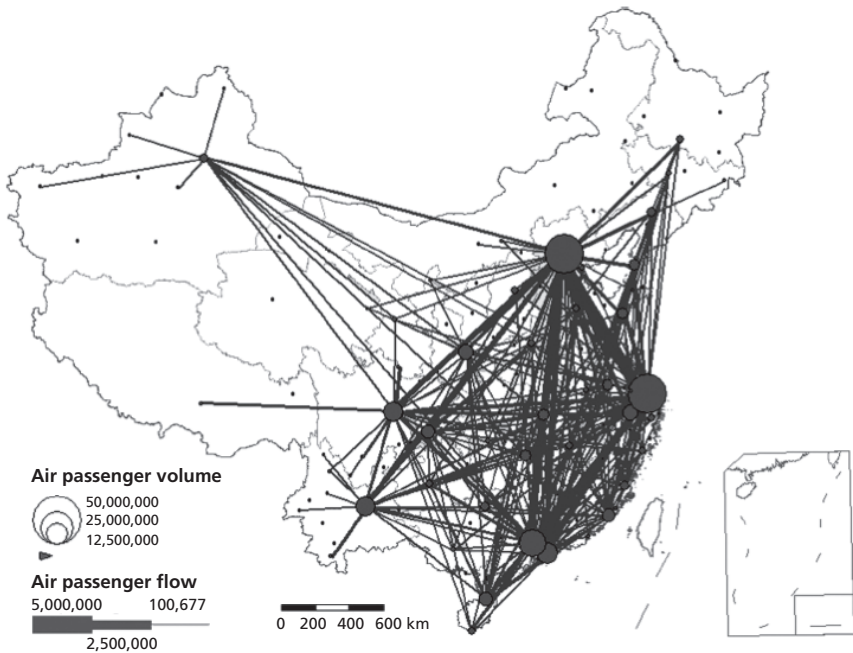 Air passenger volume
50,000,000
25,000,000
12,500,000
Air passenger flow
5,000,000 100,677
2,500,000
0 200 400 600 km